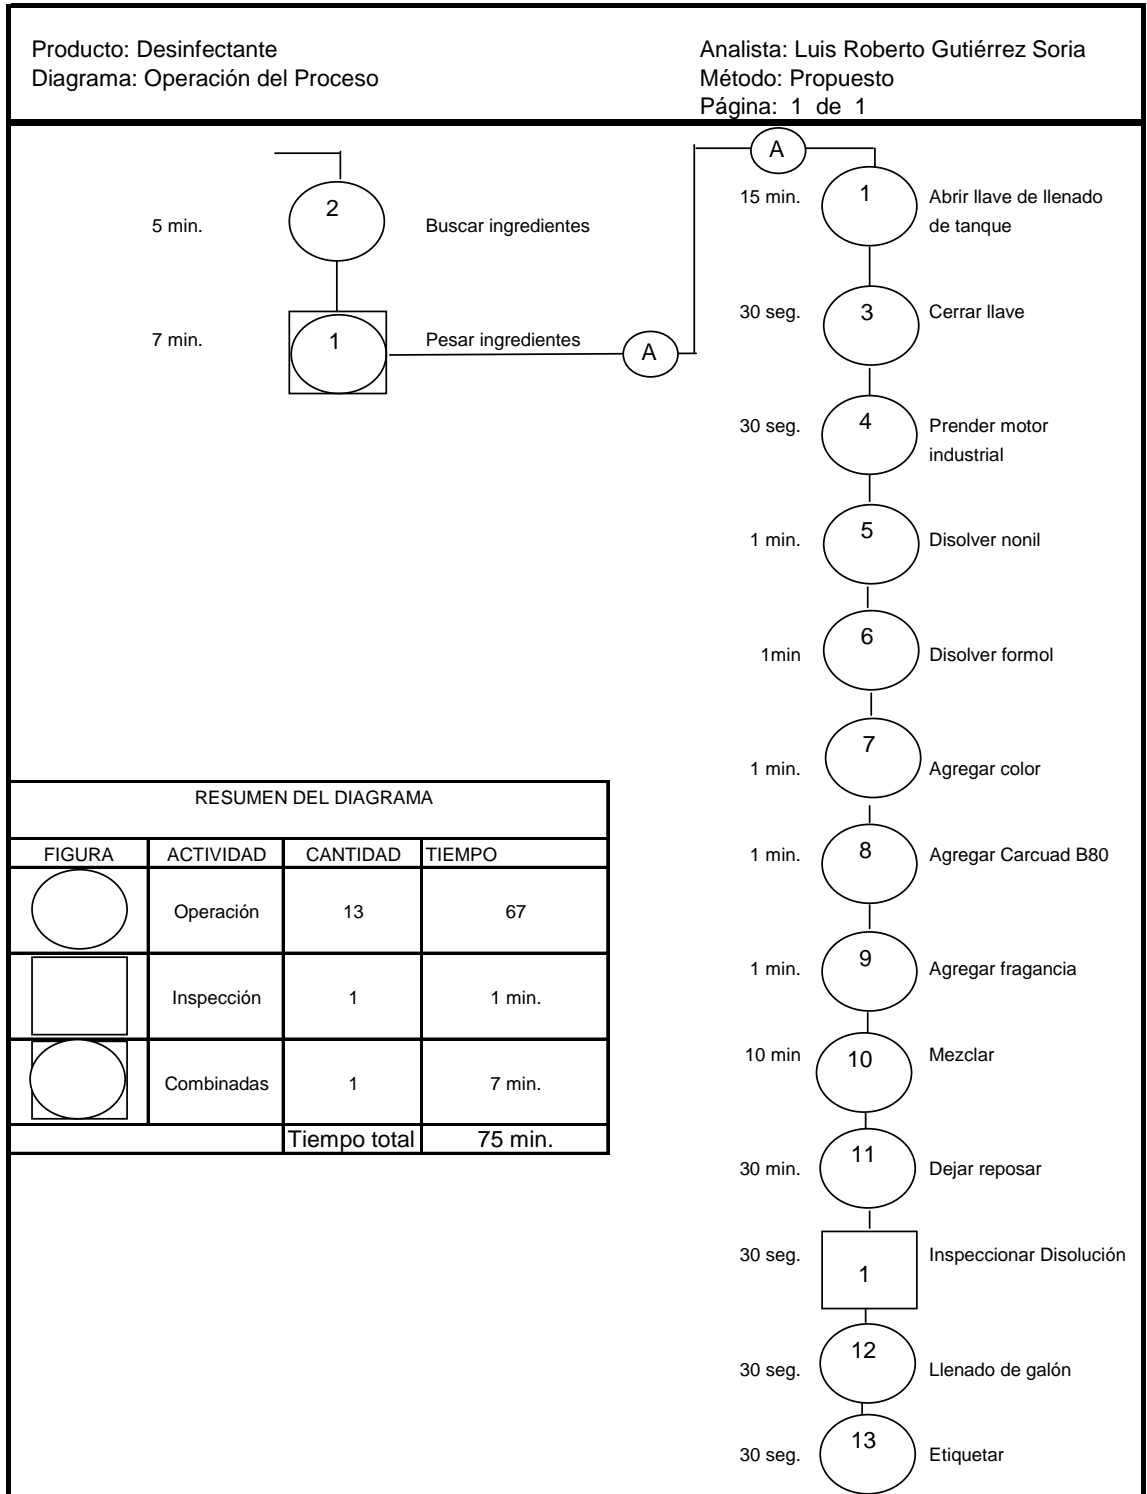 Producto: Desinfectante
Diagrama: Operación del Proceso
Analista: Luis Roberto Gutiérrez Soria
Método: Propuesto
Página: 1 de 1
5 min.
2
Buscar ingredientes
7 min.
1
Pesar ingredientes
A
A
15 min.
1
Abrir llave de llenado
de tanque
30 seg.
3
Cerrar llave
30 seg.
4
Prender motor
industrial
1 min.
5
Disolver nonil
1min
6
Disolver formol
1 min.
7
Agregar color
1 min.
8
Agregar Carcuad B80
1 min.
9
Agregar fragancia
10 min
10
Mezclar
30 min.
11
Dejar reposar
30 seg.
1
Inspeccionar Disolución
30 seg.
12
Llenado de galón
30 seg.
13
Etiquetar
RESUMEN DEL DIAGRAMA
FIGURA ACTIVIDAD CANTIDAD TIEMPO
Operación 13 67
Inspección 1 1 min.
Combinadas 1 7 min.
Tiempo total 75 min.